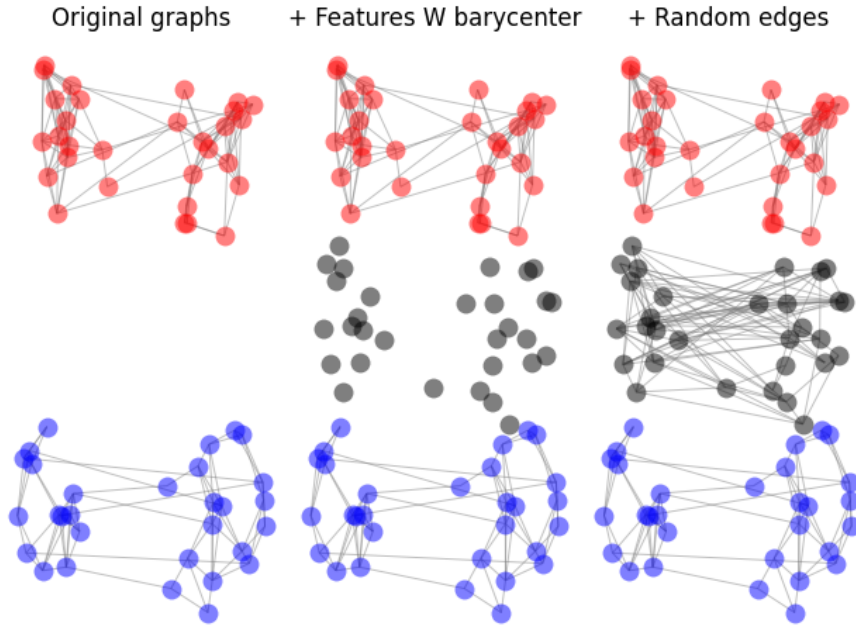 Original graphs
+ Features W barycenter
+ Random edges